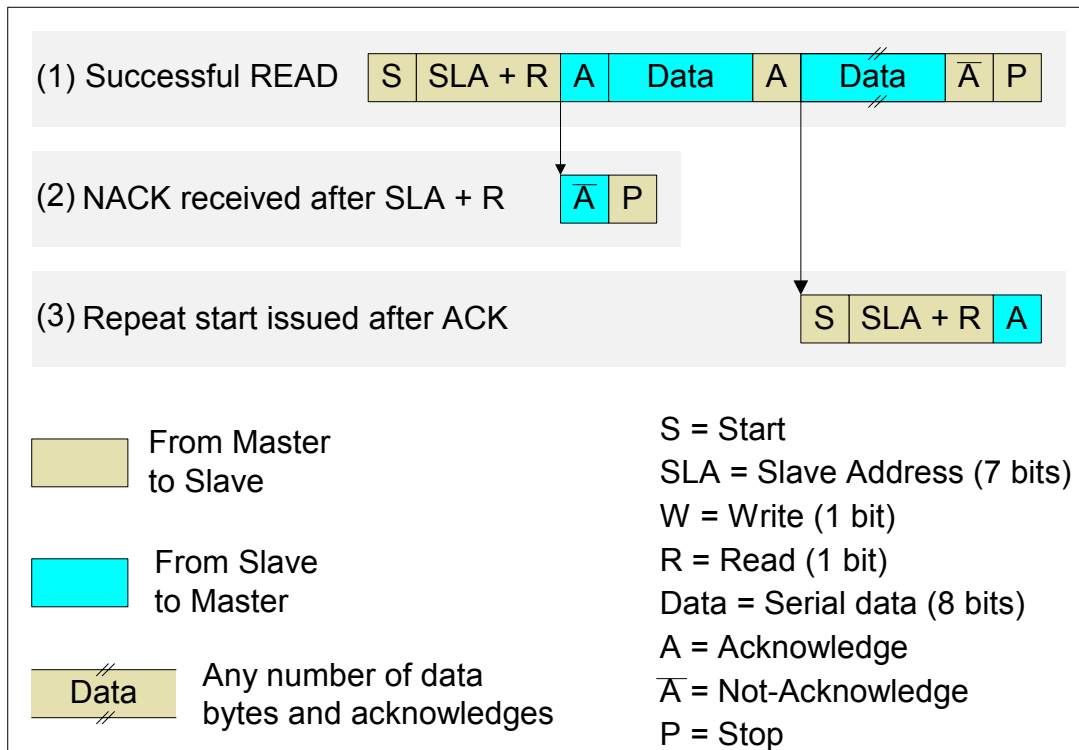 (1) Successful READ
S SLA + R A Data A Data A̅ P
(2) NACK received after SLA + R
A̅ P
(3) Repeat start issued after ACK
S SLA + R A
From Master
to Slave
From Slave
to Master
Data
Any number of data
bytes and acknowledges
S = Start
SLA = Slave Address (7 bits)
W = Write (1 bit)
R = Read (1 bit)
Data = Serial data (8 bits)
A = Acknowledge
A̅ = Not-Acknowledge
P = Stop